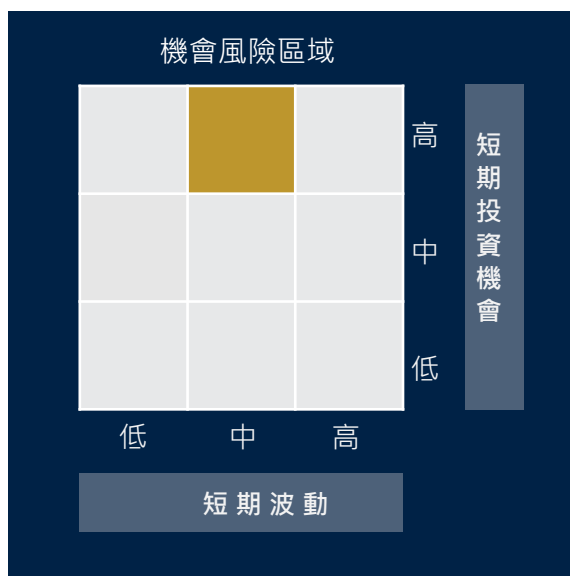 機會風險區域
高
中
低
短期投資機會
低 中 高
短期波動